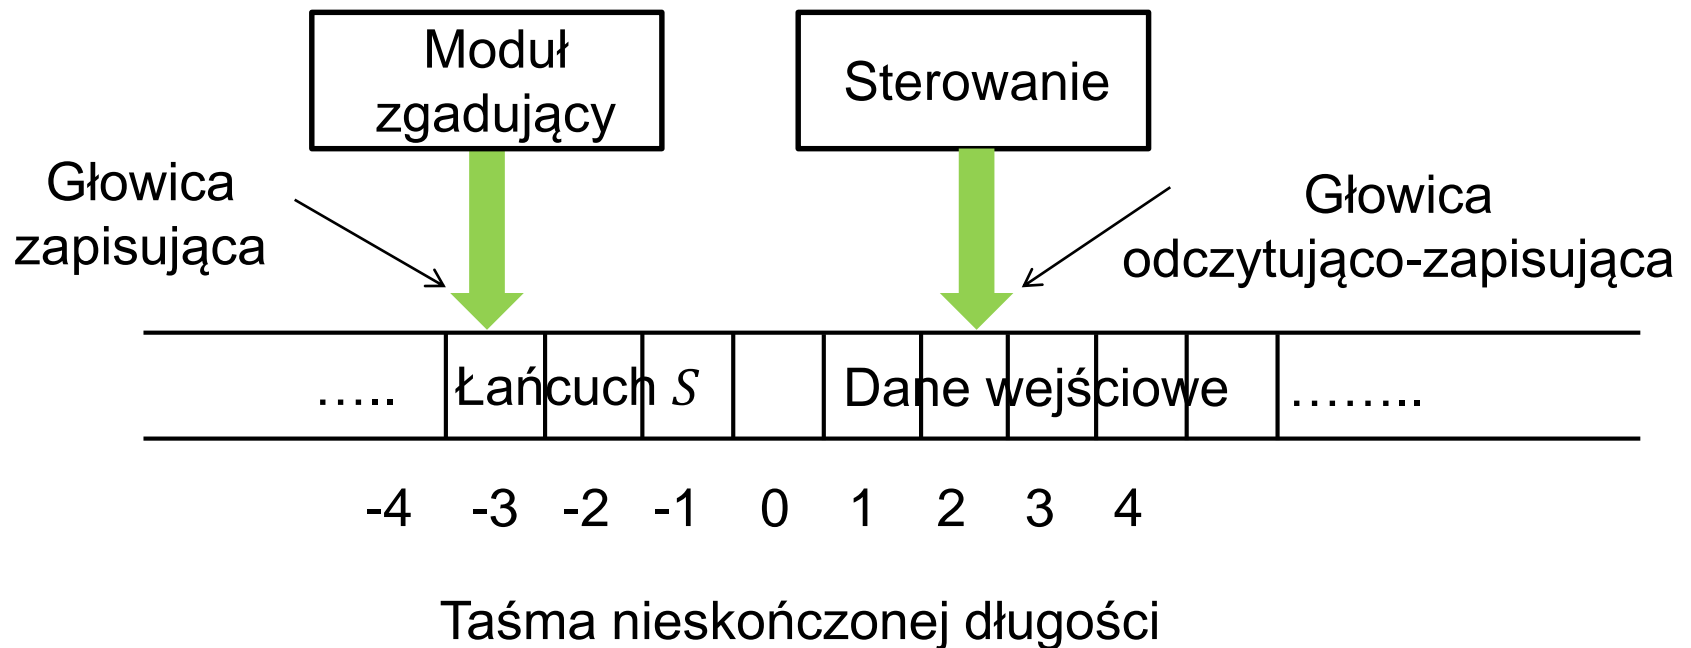 Moduł
zgadujący
Sterowanie
Głowica
zapisująca
Głowica
odczytująco-zapisująca
….. Łańcuch S Dane wejściowe ……..
-4 -3 -2 -1 0 1 2 3 4
Taśma nieskończonej długości